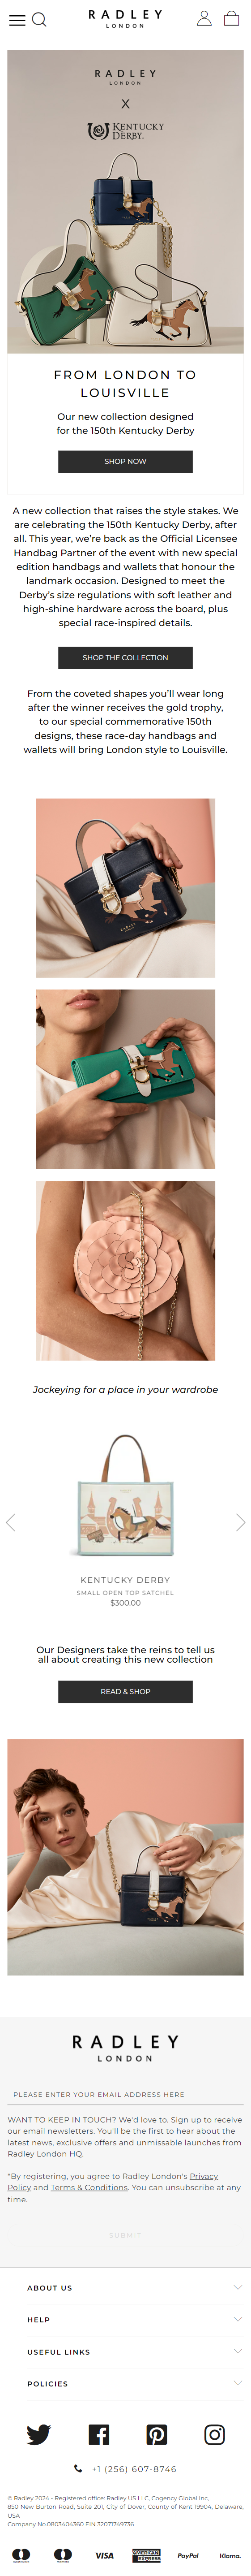 RADLEY
LONDON
RADLEY
LONDON
X
KENTUCKY
DERBY.
FROM LONDON TO
LOUISVILLE
Our new collection designed
for the 150th Kentucky Derby
SHOP NOW
A new collection that raises the style stakes. We
are celebrating the 150th Kentucky Derby, after
all. This year, we're back as the Official Licensee
Handbag Partner of the event with new special
edition handbags and wallets that honour the
landmark occasion. Designed to meet the
Derby's size regulations with soft leather and
high-shine hardware across the board, plus
special race-inspired details.
SHOP THE COLLECTION
From the coveted shapes you'll wear long
after the winner receives the gold trophy,
to our special commemorative 150th
designs, these race-day handbags and
wallets will bring London style to Louisville.
RADLEY
Jockeying for a place in your wardrobe
KENTUCKY DERBY
SMALL OPEN TOP SATCHEL
$300.00
Our Designers take the reins to tell us
all about creating this new collection
READ & SHOP
RADLEY
LONDON
PLEASE ENTER YOUR EMAIL ADDRESS HERE
WANT TO KEEP IN TOUCH? We'd love to. Sign up to receive
our email newsletters. You'll be the first to hear about the
latest news, exclusive offers and unmissable launches from
Radley London HQ.
*By registering, you agree to Radley London's Privacy
Policy and Terms & Conditions. You can unsubscribe at any
time.
SUBMIT
ABOUT US
HELP
USEFUL LINKS
POLICIES
+1 (256) 607-8746
© Radley 2024 - Registered office: Radley US LLC, Cogency Global Inc,
850 New Burton Road, Suite 201, City of Dover, County of Kent 19904, Delaware,
USA
Company No.0803404360 EIN 32071749736
VISA
AMERICAN EXPRESS
PayPal
Klarna.